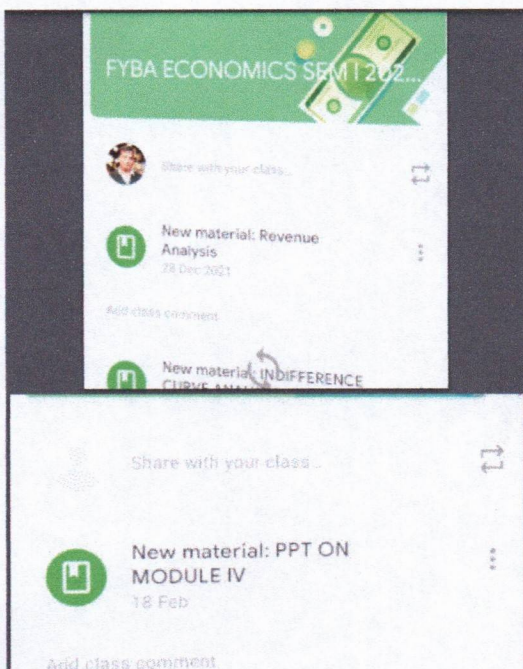 FYBA ECONOMICS SEM I 202...
Share with your class...
New material: Revenue
Analysis
28 Dec 2021
Add class comment
New material: INDIFFERENCE
CURVE
Share with your class...
New material: PPT ON
MODULE IV
18 Feb
Add class comment